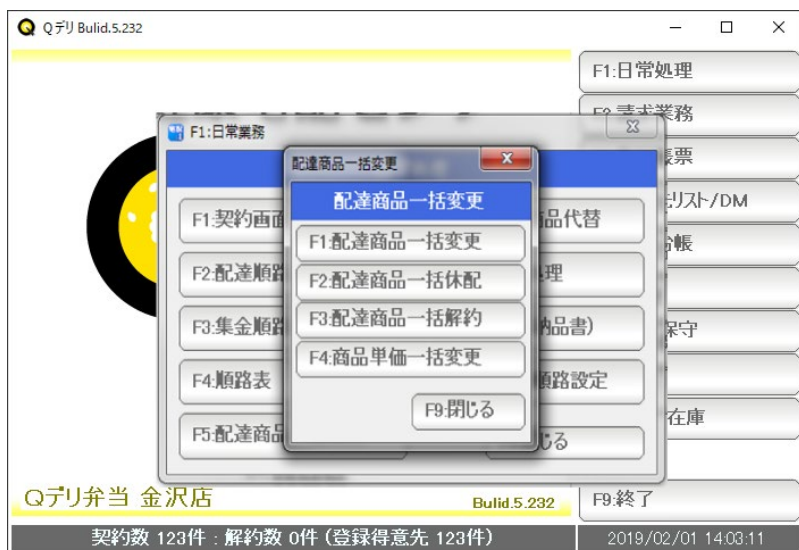 Qデリ Bulid.5.232
F1:日常処理
業務
票
リスト/DM
帳
保守
在庫
F9:終了
F1:日常業務
F1:契約画面
F2:配達順路
F3:集金順路
F4:順路表
F5:配達商品
品代替
理
納品書)
順路設定
じる
配達商品一括変更
配達商品一括変更
F1:配達商品一括変更
F2:配達商品一括休配
F3:配達商品一括解約
F4:商品単価一括変更
F9:閉じる
Qデリ弁当 金沢店
Bulid.5.232
契約数 123件 : 解約数 0件 (登録得意先 123件)
2019/02/01 14:03:11